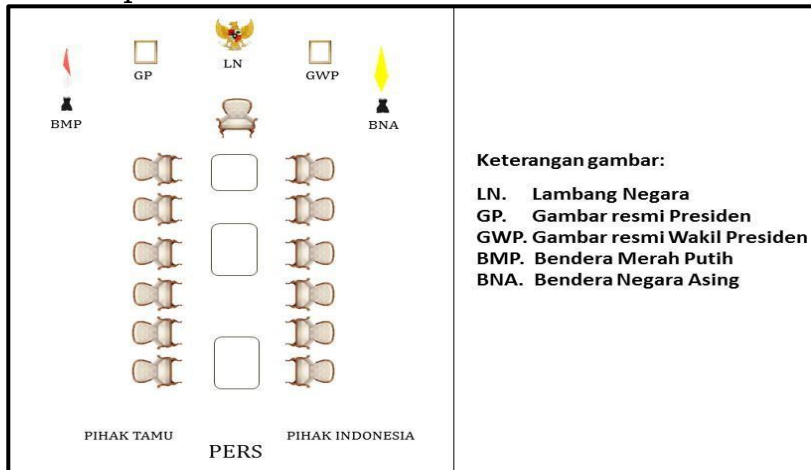 GP
LN
GWP
BMP
BNA
PIHAK TAMU
PIHAK INDONESIA
PERS
Keterangan gambar:
LN. Lambang Negara
GP. Gambar resmi Presiden
GWP. Gambar resmi Wakil Presiden
BMP. Bendera Merah Putih
BNA. Bendera Negara Asing